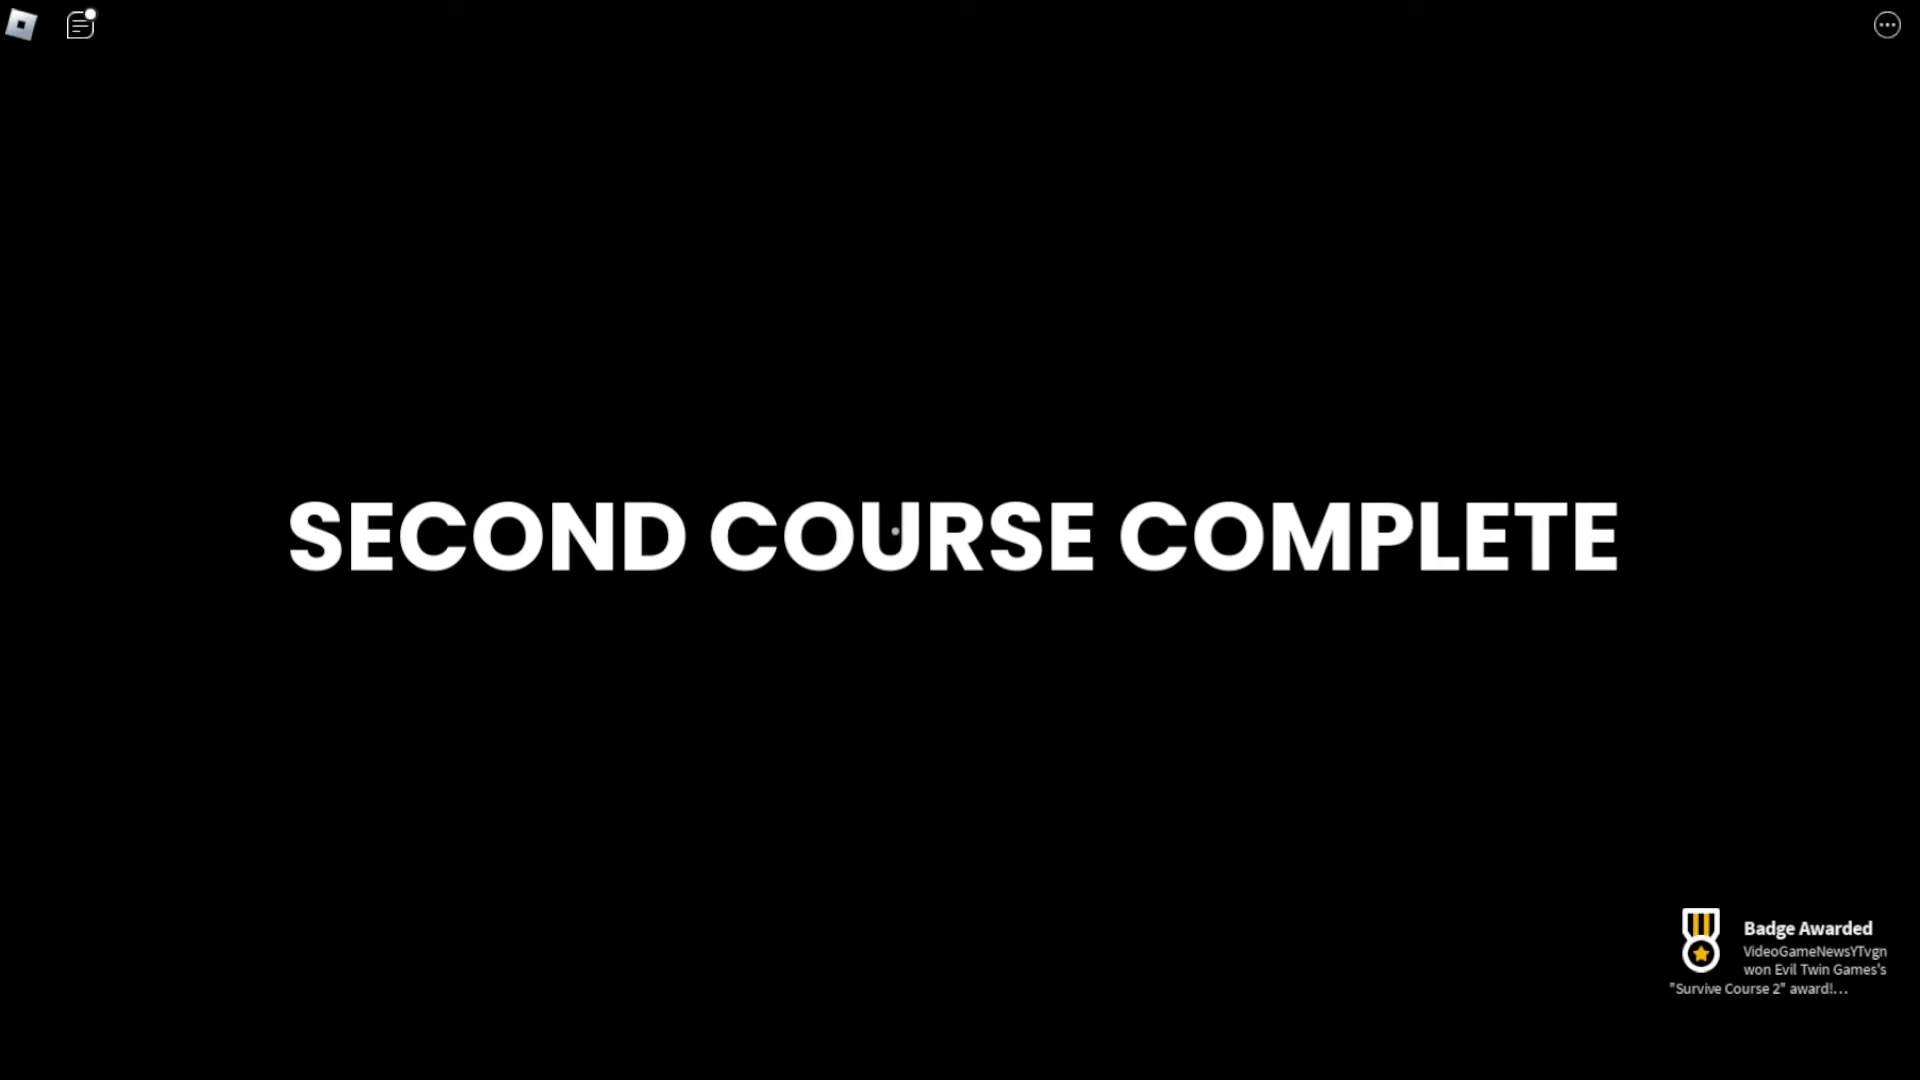 SECOND COURSE COMPLETE
Badge Awarded
VideoGameNewsYTvgn
won Evil Twin Games's
"Survive Course 2" award!...